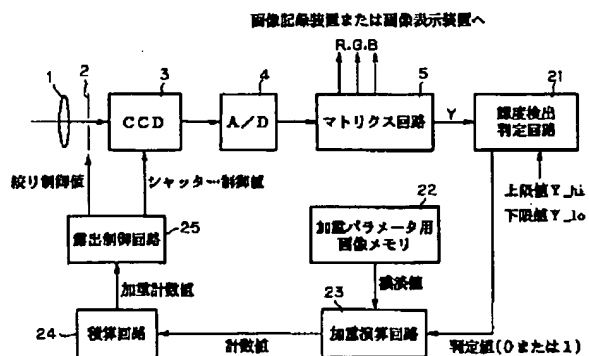 画像記録装置または画像表示装置へ
R.G.B
1
2
3
4
5
21
CCD
A/D
マトリクス回路
Y
輝度検出
判定回路
絞り制御値
シャッター制御値
上限値Y_hi
下限値Y_lo
22
25
露出制御回路
加重パラメータ用
画像メモリ
加重計数値
濃淡値
23
24
積算回路
計数値
加重演算回路
判定値(0または1)